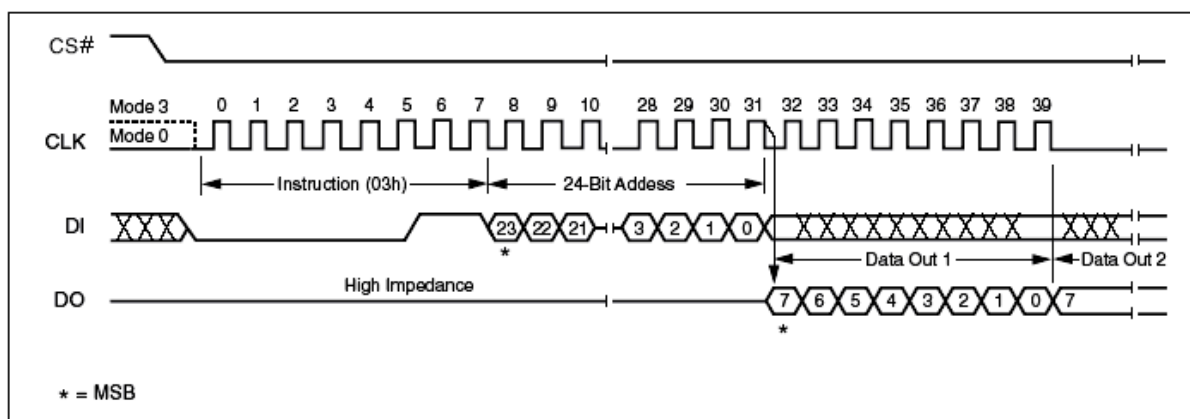 CS#
Mode 3
0 1 2 3 4 5 6 7 8 9 10 28 29 30 31 32 33 34 35 36 37 38 39
CLK
Mode 0
Instruction (03h)
24-Bit Addess
DI
23 22 21 3 2 1 0
*
Data Out 1
Data Out 2
High Impedance
DO
7 6 5 4 3 2 1 0 7
*
* = MSB